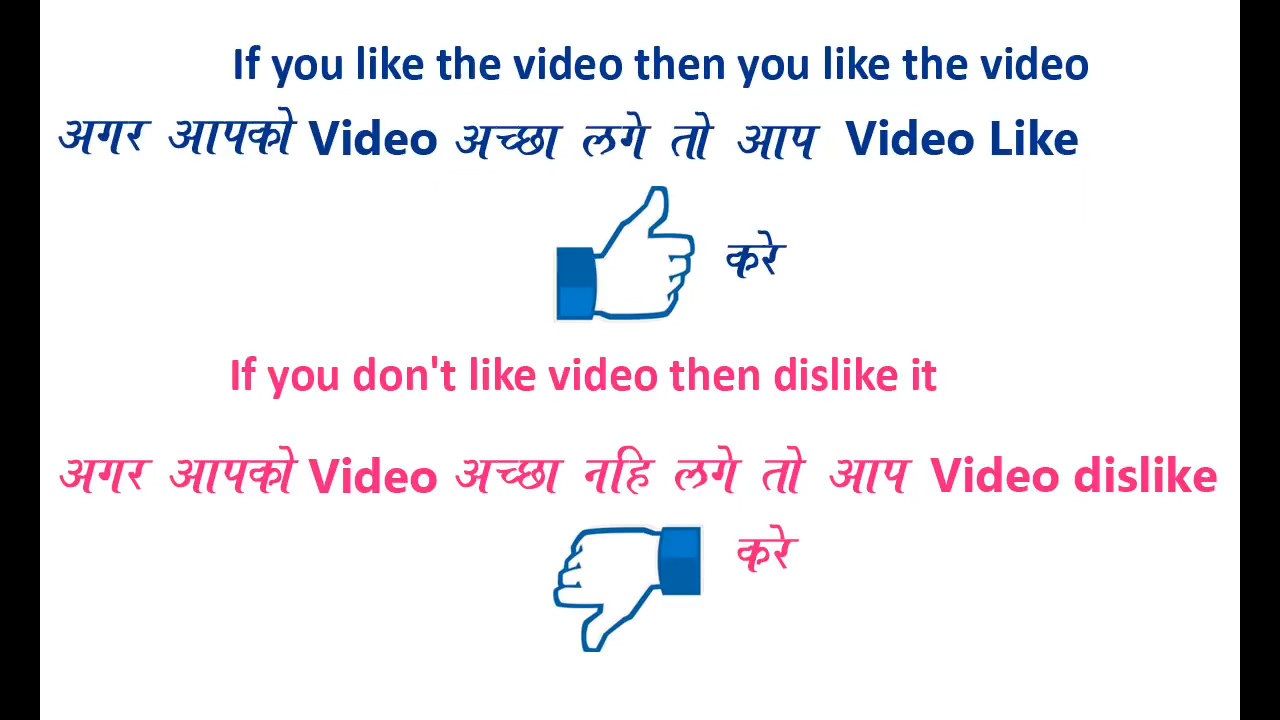 If you like the video then you like the video
अगर आपको Video अच्छा लगे तो आप Video Like
करे
If you don't like video then dislike it
अगर आपको Video अच्छा नहि लगे तो आप Video dislike
करे